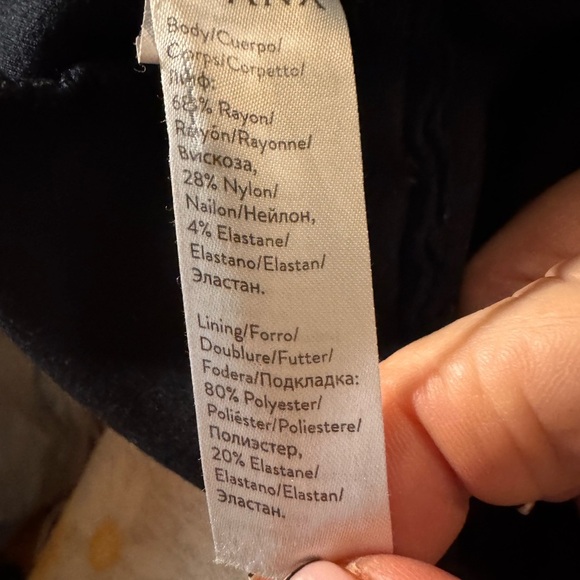 Body/Cuerpo/
Corps/Corpetto/
Лиф:
68% Rayon/
Rayón/Rayonne/
Вискоза,
28% Nylon/
Nailon/Нейлон,
4% Elastane/
Elastano/Elastan/
Эластан.
Lining/Forro/
Doublure/Futter/
Fodera/Подкладка:
80% Polyester/
Poliéster/Poliestere/
Полиэстер,
20% Elastane/
Elastano/Elastan/
Эластан.